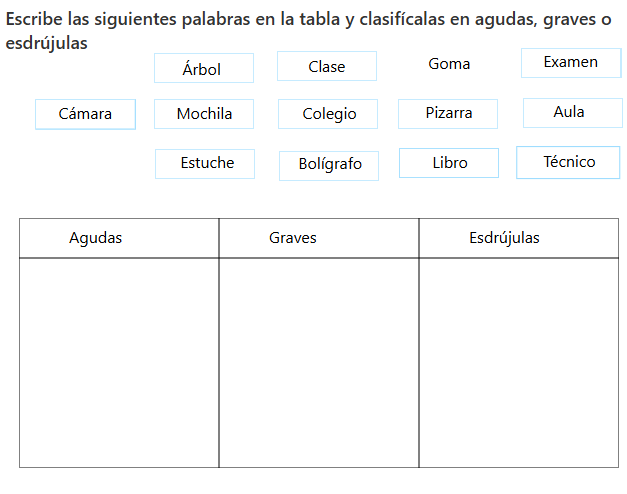 Escribe las siguientes palabras en la tabla y clasifícalas en agudas, graves o
esdrújulas
Árbol Clase Goma Examen
Cámara Mochila Colegio Pizarra Aula
Estuche Bolígrafo Libro Técnico
Agudas Graves Esdrújulas